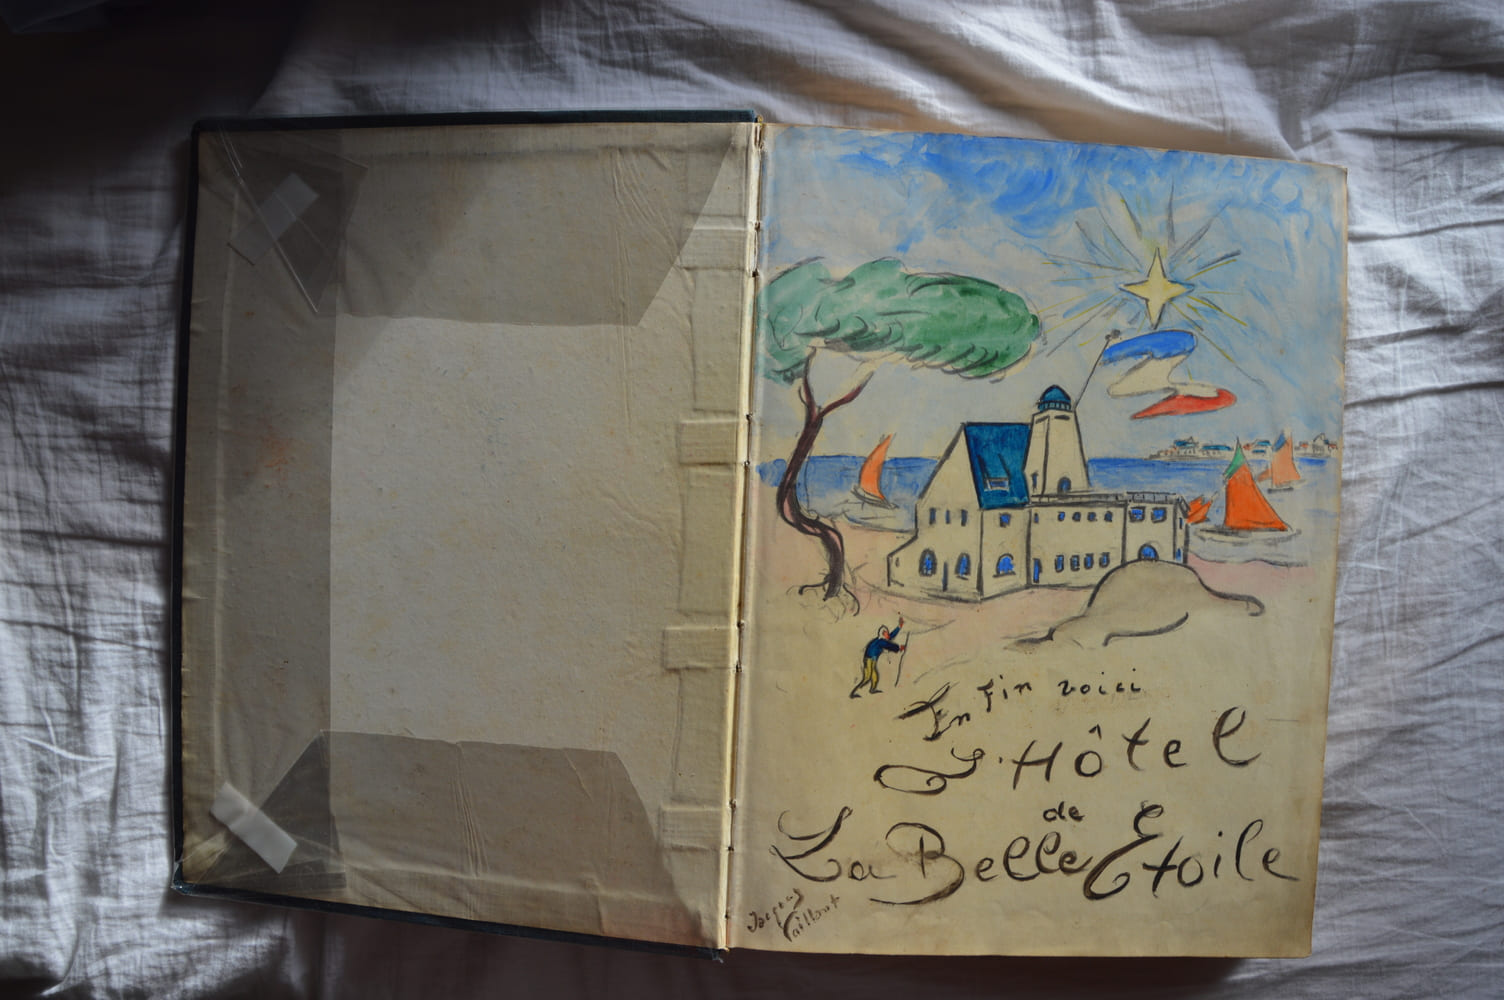 Enfin voici
L'Hôtel
de
La Belle Etoile
Jacques
Vaillant